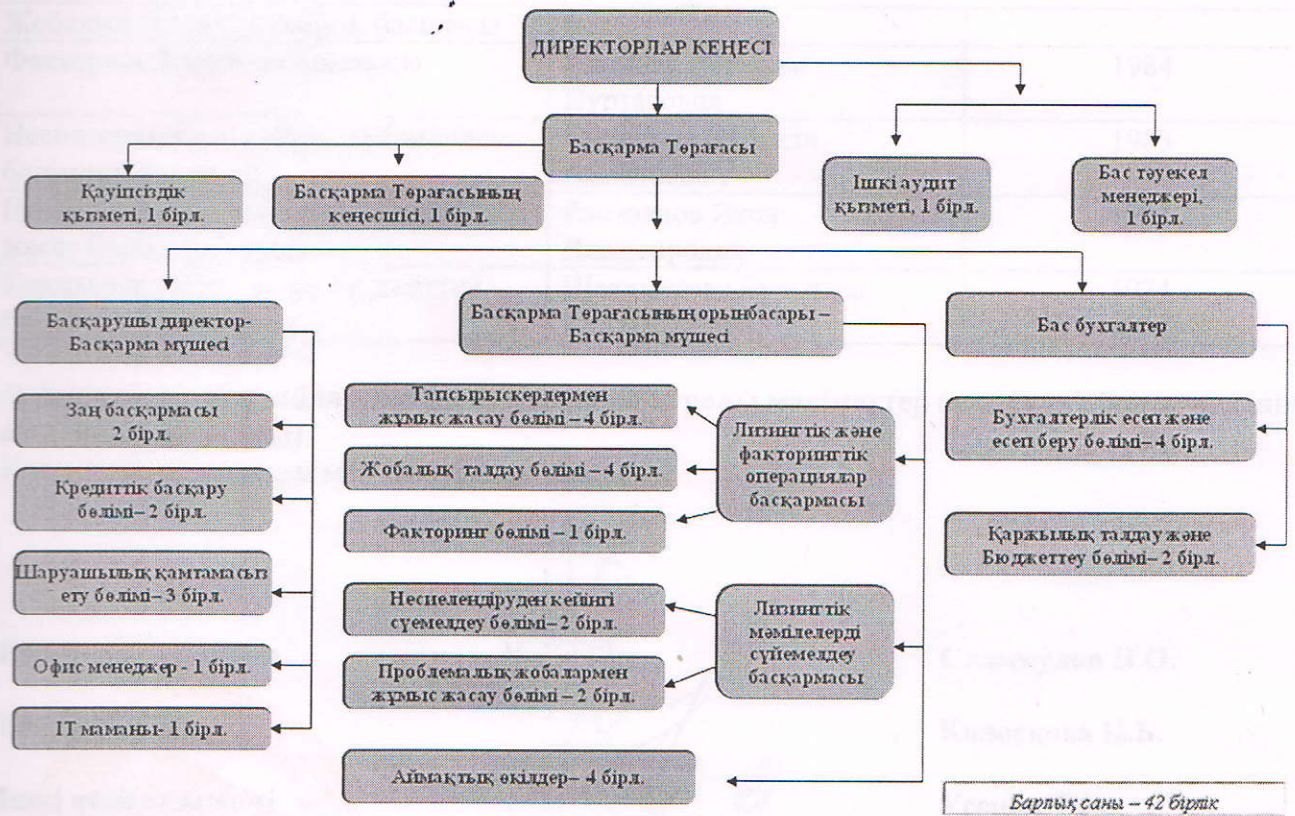 ДИРЕКТОРЛАР КЕҢЕСІ
1984
Басқарма Төрағасы
Қауіпсіздік
қызметі, 1 бірл.
Басқарма Төрағасының
кеңесшісі, 1 бірл.
Ішкі аудит
қызметі, 1 бірл.
Бас тәуекел
менеджері,
1 бірл.
Басқарушы директор-
Басқарма мүшесі
Басқарма Төрағасының орынбасары –
Басқарма мүшесі
Бас бухгалтер
Заң басқармасы
2 бірл.
Кредиттік басқару
бөлімі – 2 бірл.
Шаруашылық қамтамасыз
ету бөлімі – 3 бірл.
Офис менеджер - 1 бірл.
IT маманы- 1 бірл.
Тапсырыскерлермен
жұмыс жасау бөлімі – 4 бірл.
Жобалық талдау бөлімі – 4 бірл.
Факторинг бөлімі – 1 бірл.
Лизингтік және
факторингтік
операциялар
басқармасы
Несиелендіруден кейінгі
сүемелдеу бөлімі– 2 бірл.
Проблемалық жобалармен
жұмыс жасау бөлімі – 2 бірл.
Лизингтік
мәмілелерді
сүйемелдеу
басқармасы
Аймақтық өкілдер– 4 бірл.
Бухгалтерлік есеп және
есеп беру бөлімі– 4 бірл.
Қаржылық талдау және
Бюджеттеу бөлімі– 2 бірл.
Барлық саны – 42 бірлік